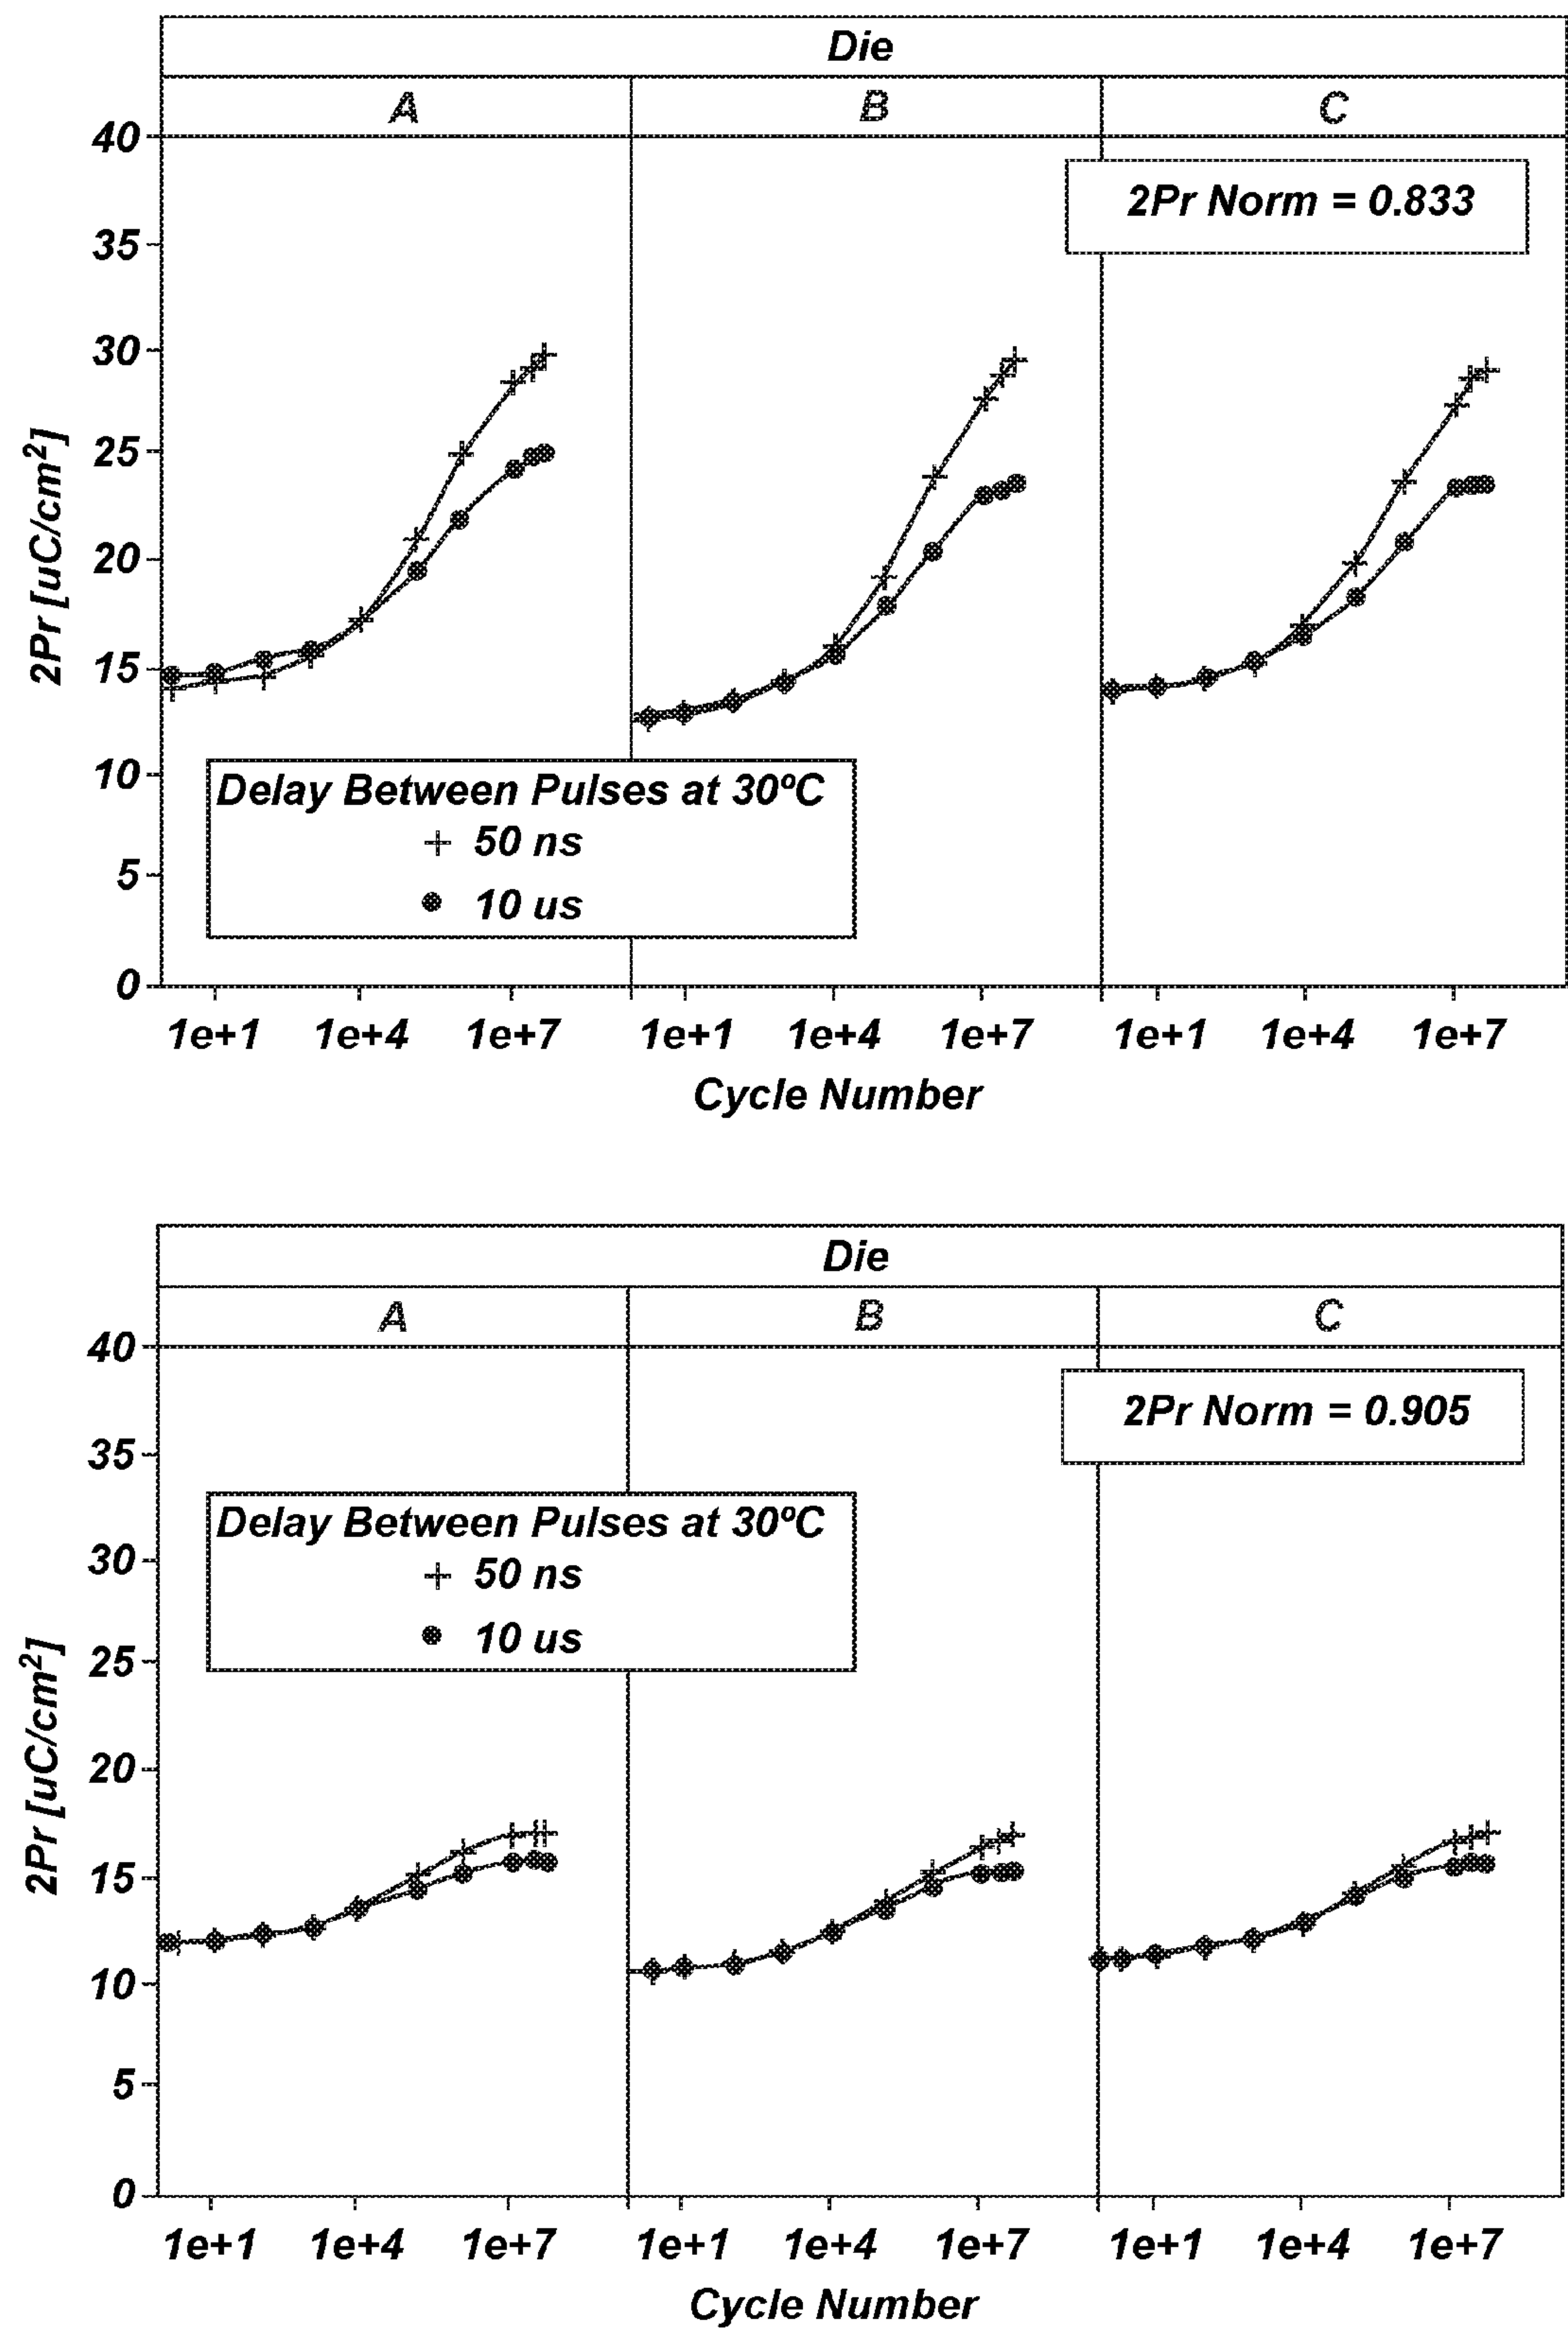 Die
A B C
40
2Pr Norm = 0.833
35
30
25
20
15
10
5
0
2Pr [uC/cm²]
Delay Between Pulses at 30ºC
50 ns
10 us
1e+1 1e+4 1e+7 1e+1 1e+4 1e+7 1e+1 1e+4 1e+7
Cycle Number
Die
A B C
40
2Pr Norm = 0.905
35
30
25
20
15
10
5
0
2Pr [uC/cm²]
Delay Between Pulses at 30ºC
50 ns
10 us
1e+1 1e+4 1e+7 1e+1 1e+4 1e+7 1e+1 1e+4 1e+7
Cycle Number